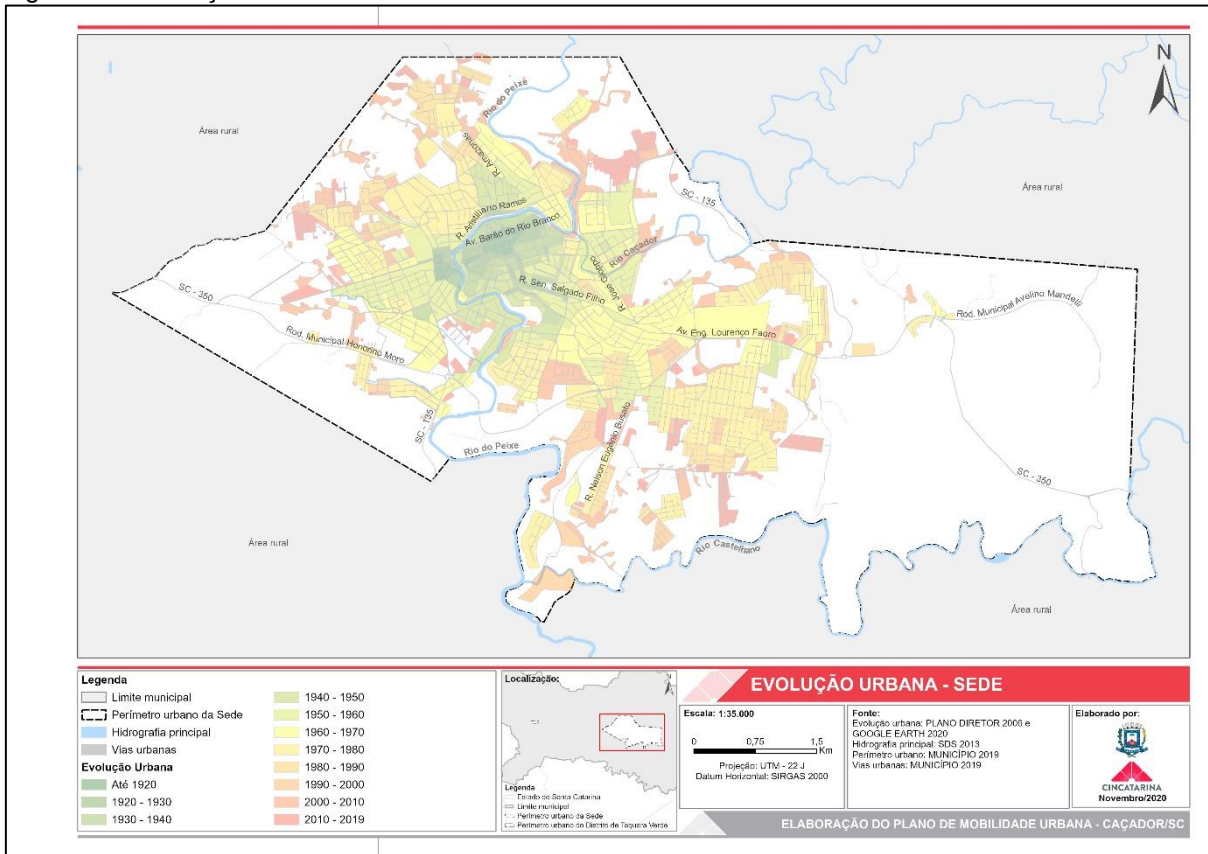 N
Área rural
Área rural
Rio do Peixe
R. Amazonas
SC - 135
R. Aristiliano Ramos
Av. Barão do Rio Branco
Rio Caçador
R. José Gioppo
R. Sen. Salgado Filho
SC - 350
Rod. Municipal Honorino Moro
Av. Eng. Lourenço Faoro
Rod. Municipal Avelino Mandelli
SC - 135
Rio do Peixe
R. Nelson Eugênio Busato
SC - 350
Área rural
Rio Castelhano
Área rural
Legenda
Limite municipal
Perímetro urbano da Sede
Hidrografia principal
Vias urbanas
Evolução Urbana
Até 1920
1920 - 1930
1930 - 1940
1940 - 1950
1950 - 1960
1960 - 1970
1970 - 1980
1980 - 1990
1990 - 2000
2000 - 2010
2010 - 2019
Localização:
N
Legenda
Estado de Santa Catarina
Limite municipal
Perímetro urbano da Sede
Perímetro urbano do Distrito de Taquara Verde
EVOLUÇÃO URBANA - SEDE
Escala: 1:35.000
0 0,75 1,5
Km
Projeção: UTM - 22 J
Datum Horizontal: SIRGAS 2000
Fonte:
Evolução urbana: PLANO DIRETOR 2006 e
GOOGLE EARTH 2020
Hidrografia principal: SDS 2013
Perímetro urbano: MUNICÍPIO 2019
Vias urbanas: MUNICÍPIO 2019
Elaborado por:
CINCATARINA
Novembro/2020
ELABORAÇÃO DO PLANO DE MOBILIDADE URBANA - CAÇADOR/SC